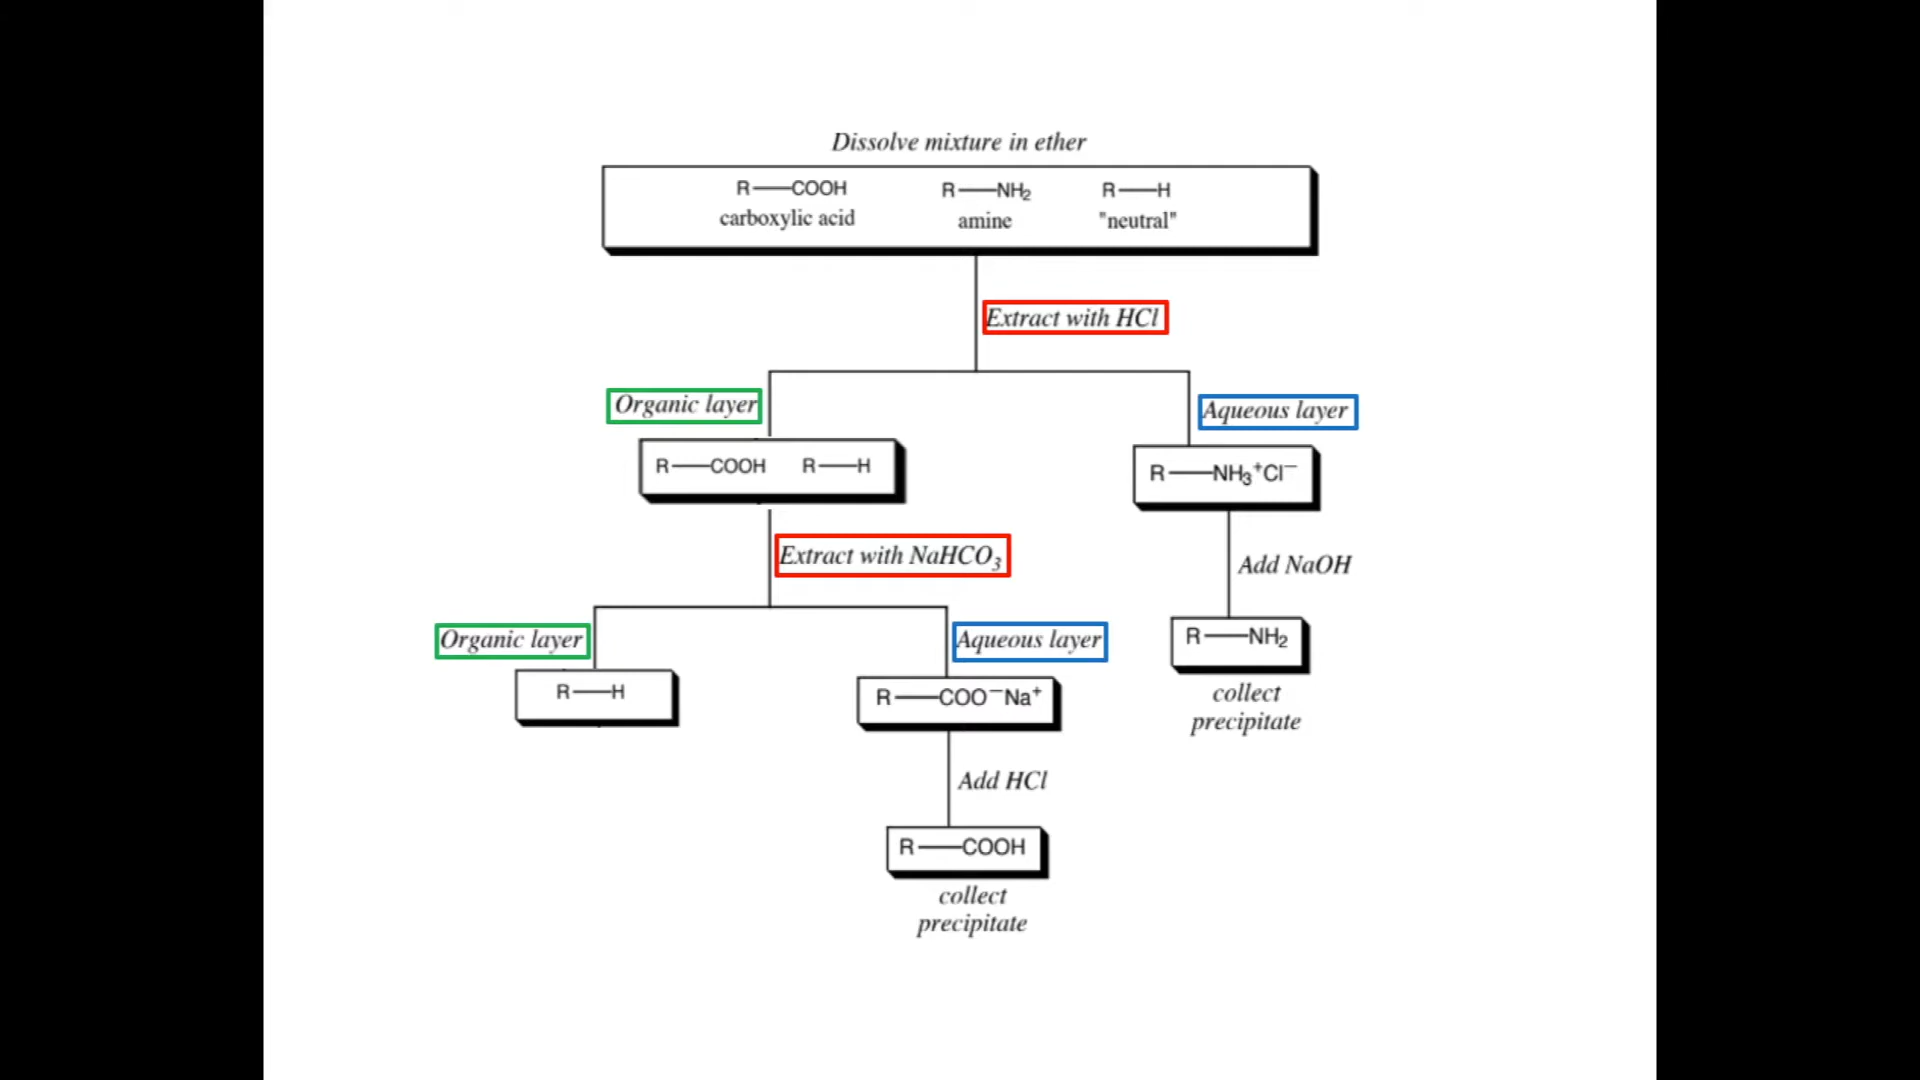 Dissolve mixture in ether
R—COOH R—NH₂ R—H
carboxylic acid amine "neutral"
Extract with HCl
Organic layer Aqueous layer
R—COOH R—H R—NH₃⁺Cl⁻
Extract with NaHCO₃ Add NaOH
Organic layer Aqueous layer R—NH₂
R—H R—COO⁻Na⁺ collect
precipitate
Add HCl
R—COOH
collect
precipitate